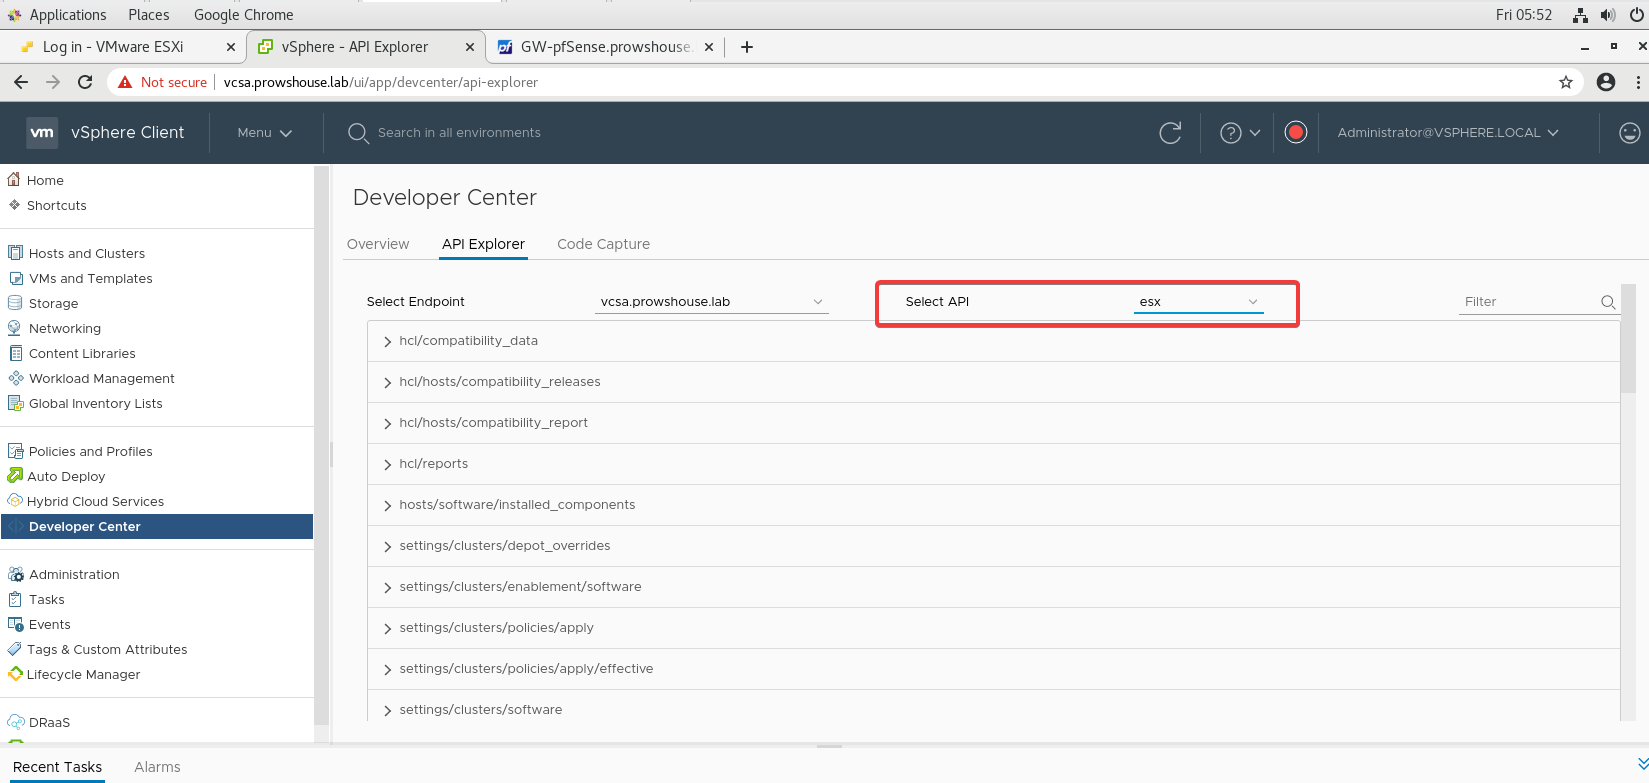 Applications Places Google Chrome Fri 05:52
Log in - VMware ESXi vSphere - API Explorer GW-pfSense.prowshouse.
Not secure vcsa.prowshouse.lab/ui/app/devcenter/api-explorer
vm vSphere Client Menu Search in all environments Administrator@VSPHERE.LOCAL
Home
Shortcuts
Hosts and Clusters
VMs and Templates
Storage
Networking
Content Libraries
Workload Management
Global Inventory Lists
Policies and Profiles
Auto Deploy
Hybrid Cloud Services
Developer Center
Administration
Tasks
Events
Tags & Custom Attributes
Lifecycle Manager
DRaaS
Developer Center
Overview API Explorer Code Capture
Select Endpoint vcsa.prowshouse.lab Select API esx Filter
hcl/compatibility_data
hcl/hosts/compatibility_releases
hcl/hosts/compatibility_report
hcl/reports
hosts/software/installed_components
settings/clusters/depot_overrides
settings/clusters/enablement/software
settings/clusters/policies/apply
settings/clusters/policies/apply/effective
settings/clusters/software
Recent Tasks Alarms